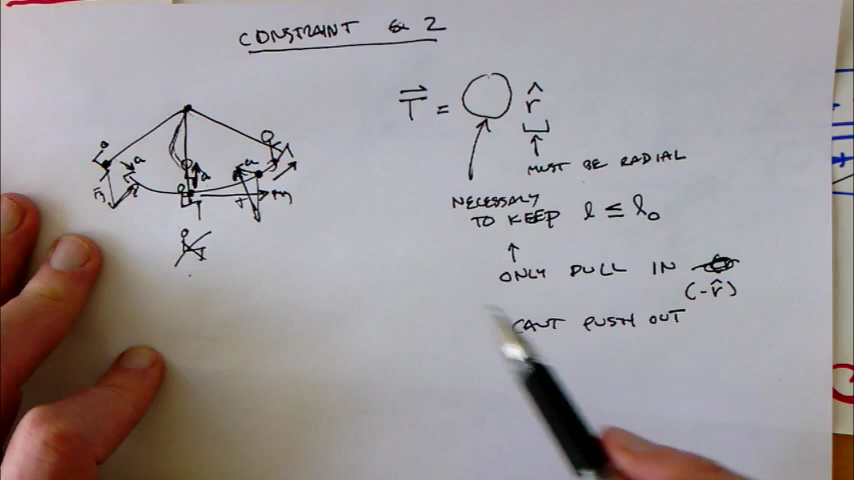 CONSTRAINT & 2
T = r̂
MUST BE RADIAL
NECESSARY
TO KEEP l ≤ l₀
ONLY PULL IN
(-r̂)
CAN'T PUSH OUT